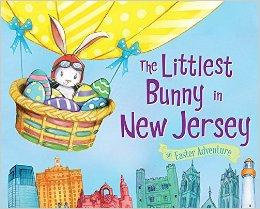 The Littlest
Bunny in
New Jersey
an Easter Adventure